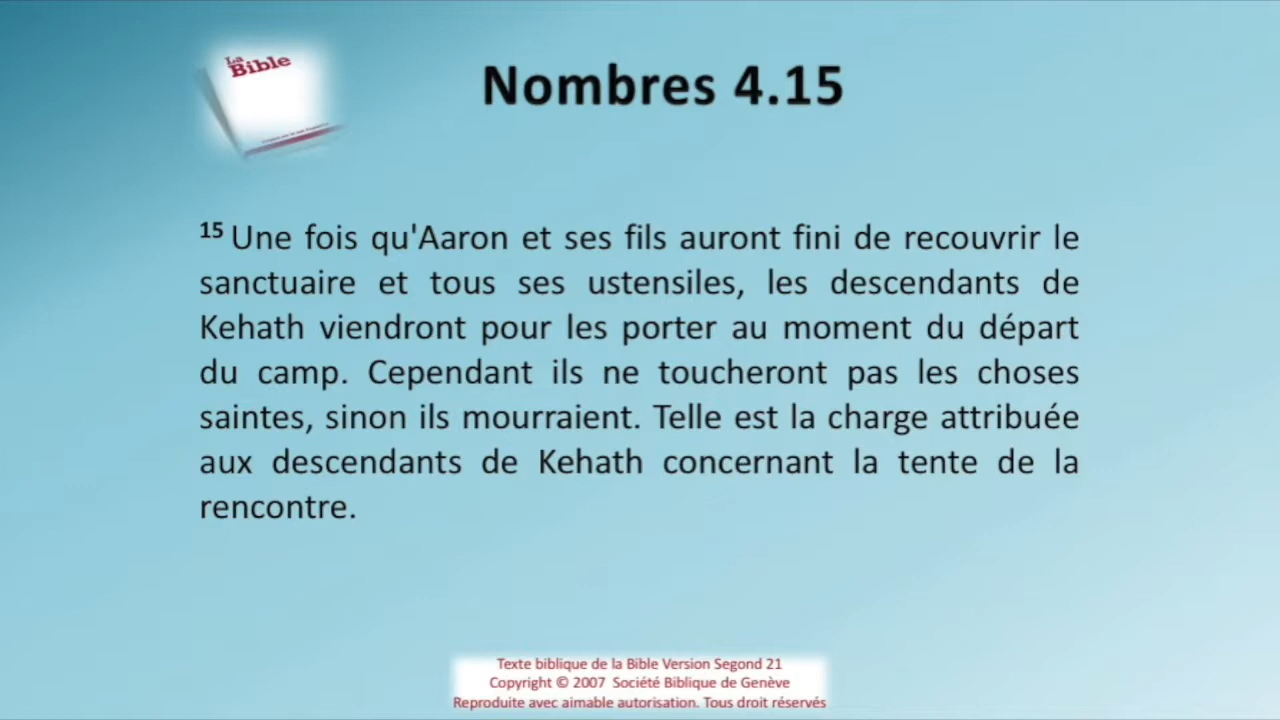 La
Bible
Nombres 4.15
15 Une fois qu'Aaron et ses fils auront fini de recouvrir le
sanctuaire et tous ses ustensiles, les descendants de
Kehath viendront pour les porter au moment du départ
du camp. Cependant ils ne toucheront pas les choses
saintes, sinon ils mourraient. Telle est la charge attribuée
aux descendants de Kehath concernant la tente de la
rencontre.
Texte biblique de la Bible Version Segond 21
Copyright © 2007 Société Biblique de Genève
Reproduite avec aimable autorisation. Tous droit réservés